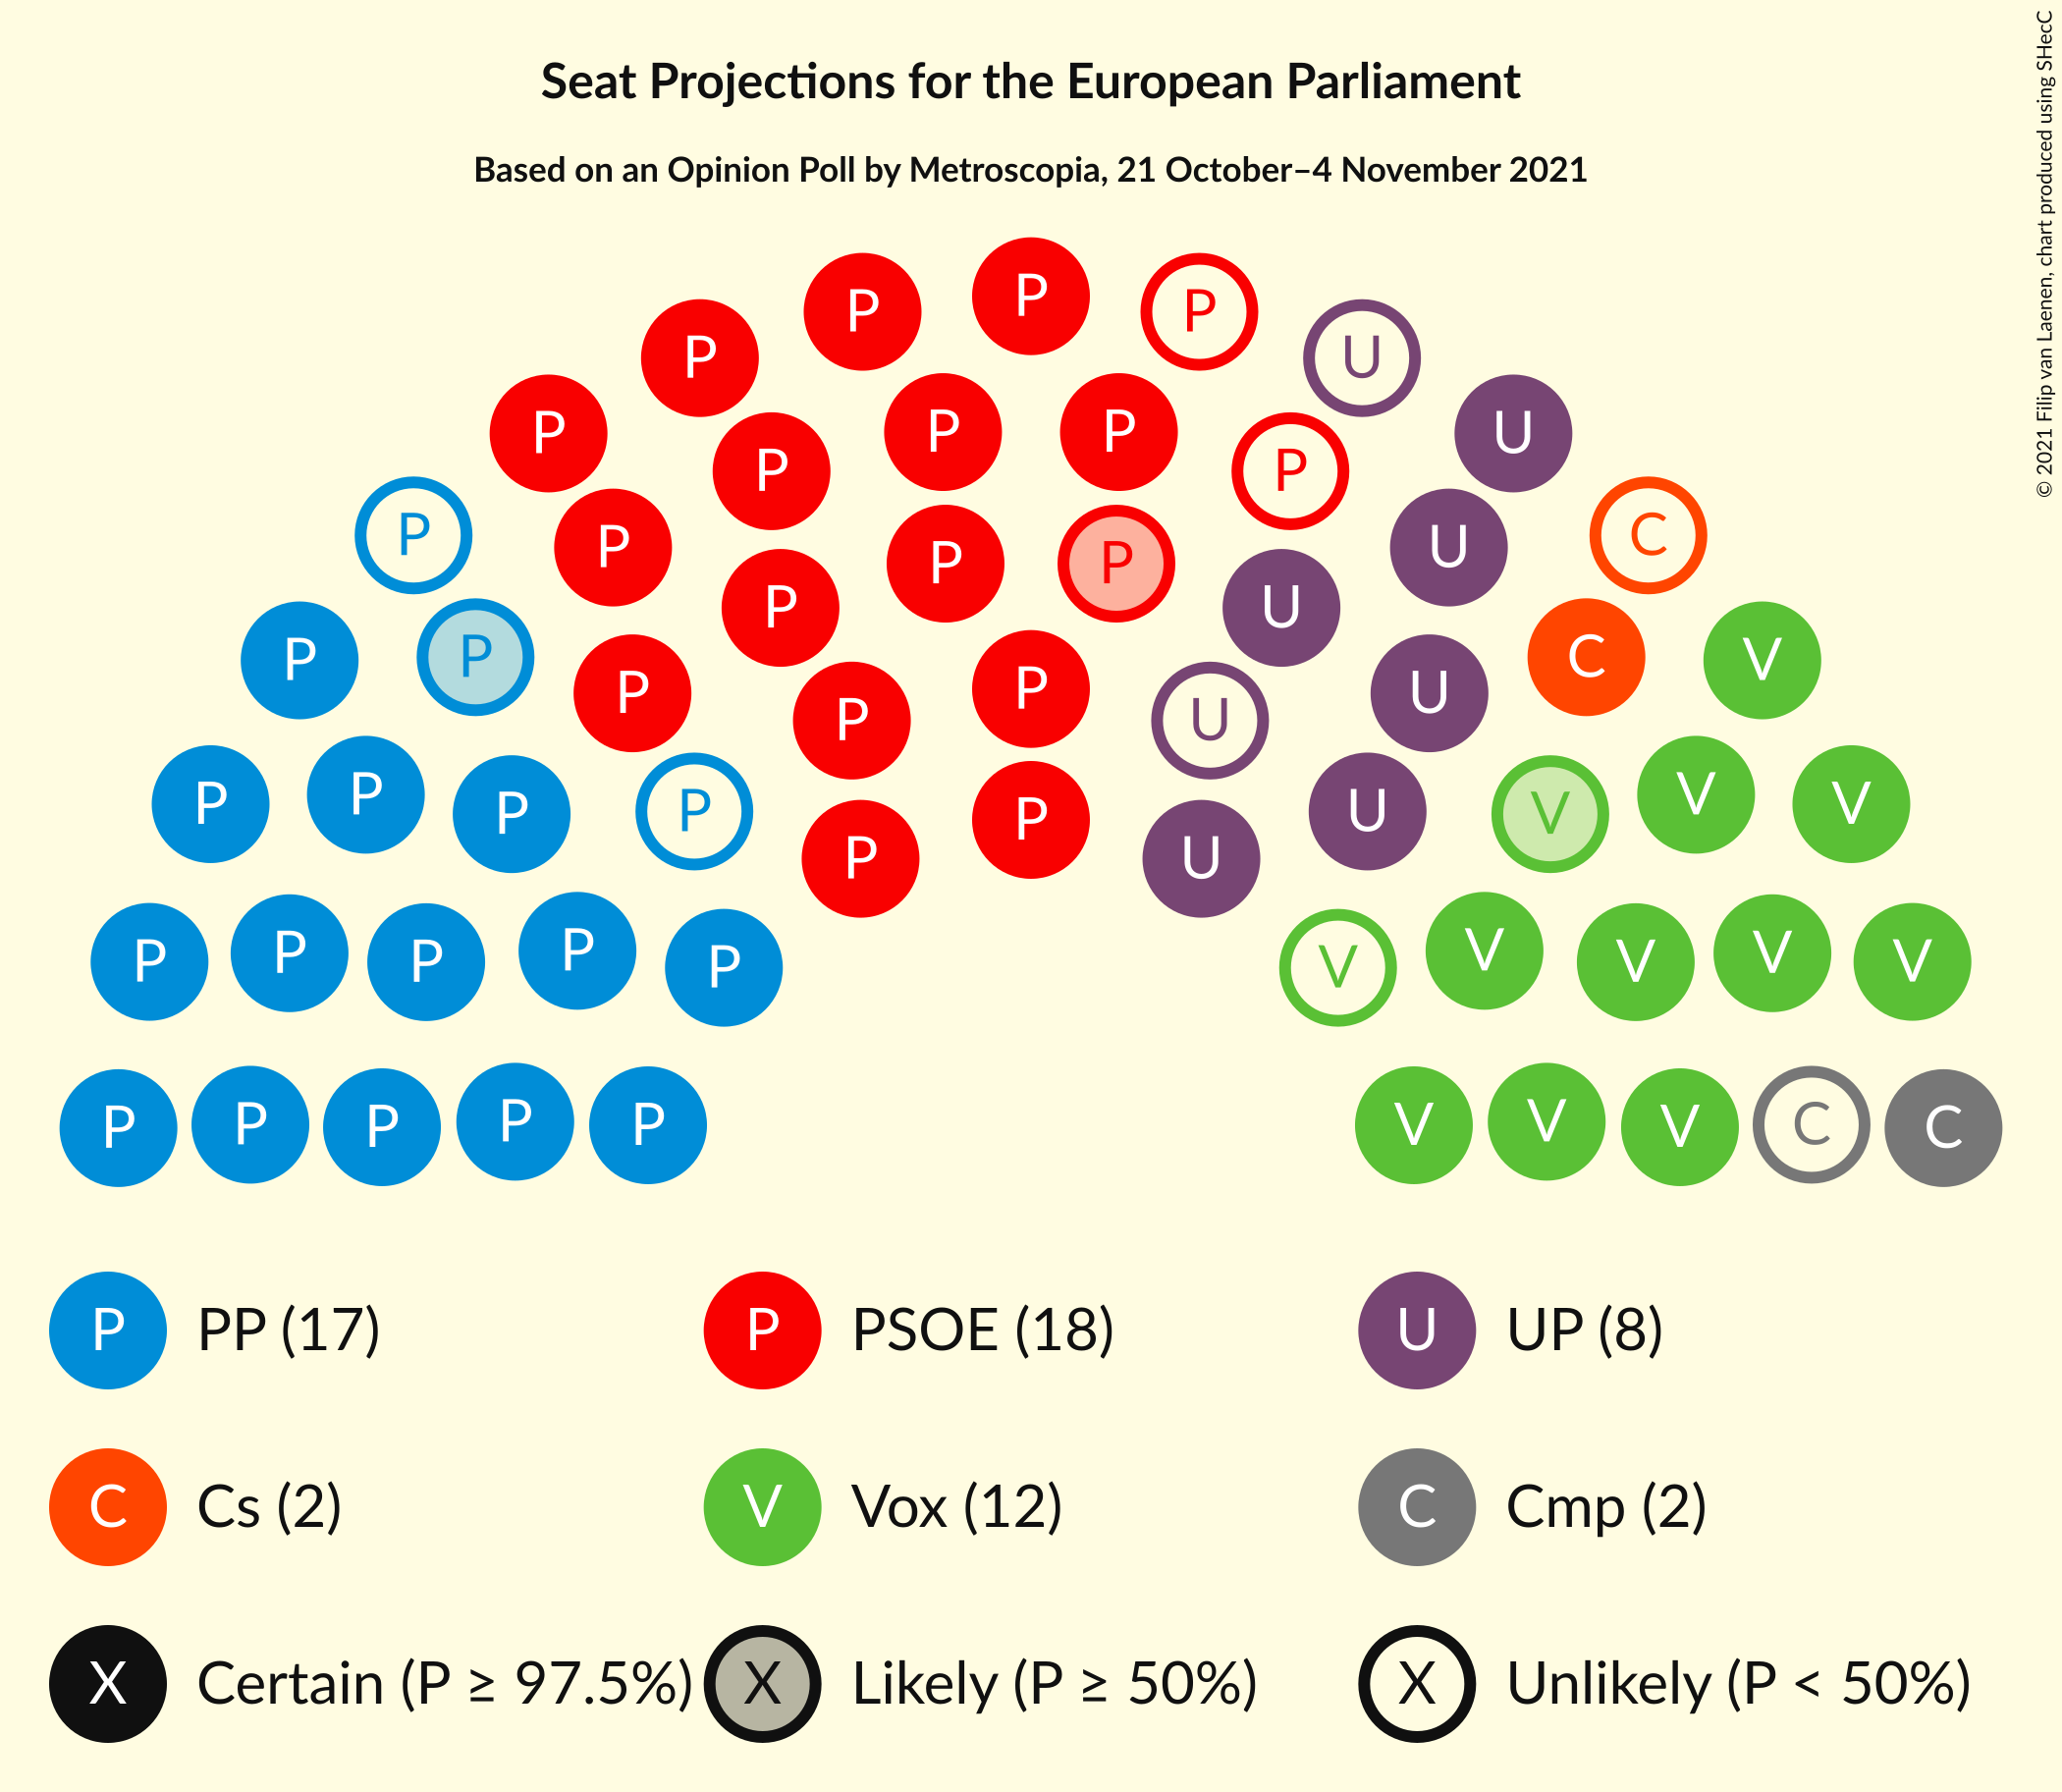 Seat Projections for the European Parliament
Based on an Opinion Poll by Metroscopia, 21 October–4 November 2021
© 2021 Filip van Laenen, chart produced using SHecC
P
P P
P U
P P
P U
P P
P P
P C
P P
U U
P P
P U
P V
P P
C
P P
U U
P P
P P
U V
V V
P P
P U
P P
P P
P V
V V
V V
P P P P P V V V C C
P PP (17) P PSOE (18) U UP (8)
C Cs (2) V Vox (12) C Cmp (2)
X Certain (P ≥ 97.5%) X Likely (P ≥ 50%) X Unlikely (P < 50%)